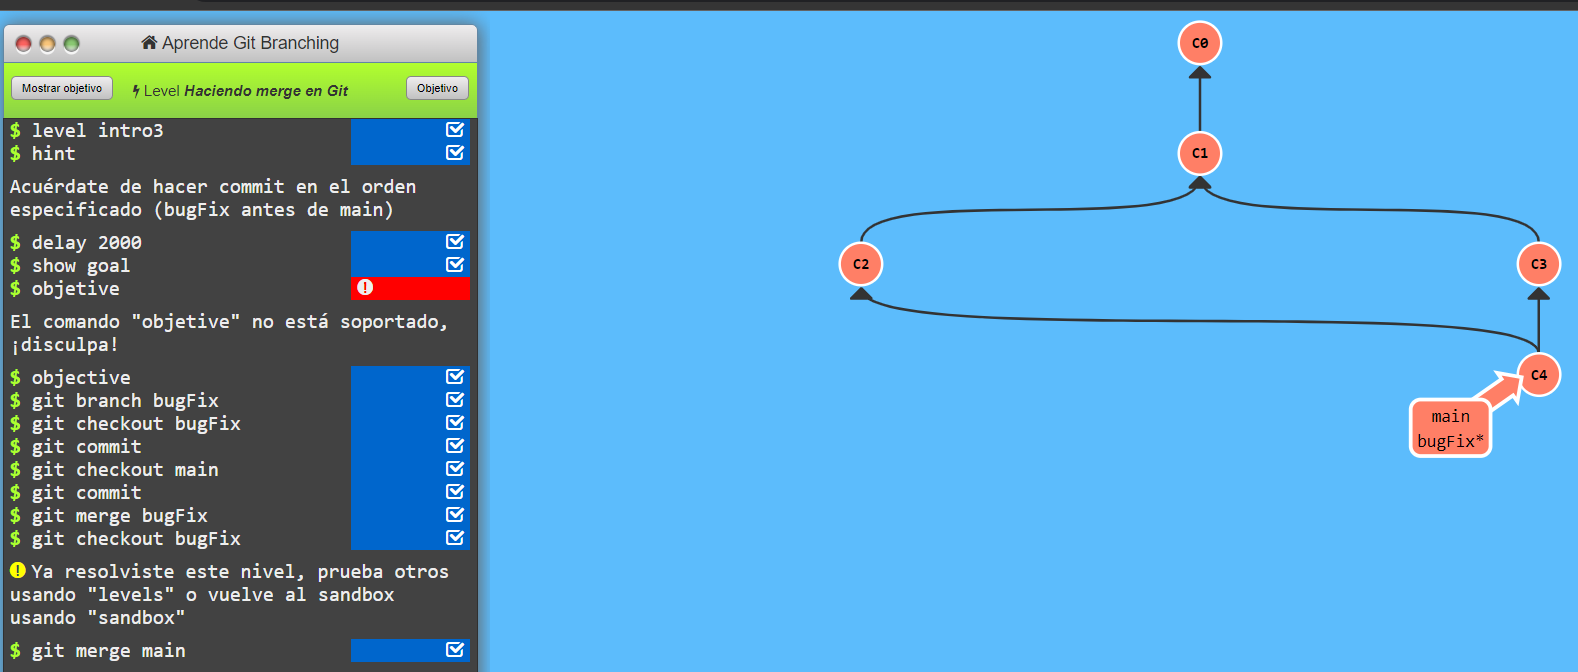 Aprende Git Branching
Mostrar objetivo
Level Haciendo merge en Git
Objetivo
$ level intro3
$ hint
Acuérdate de hacer commit en el orden
especificado (bugFix antes de main)
$ delay 2000
$ show goal
$ objetive
El comando "objetive" no está soportado,
¡disculpa!
$ objective
$ git branch bugFix
$ git checkout bugFix
$ git commit
$ git checkout main
$ git commit
$ git merge bugFix
$ git checkout bugFix
Ya resolviste este nivel, prueba otros
usando "levels" o vuelve al sandbox
usando "sandbox"
$ git merge main
C0
C1
C2
C3
C4
main
bugFix*